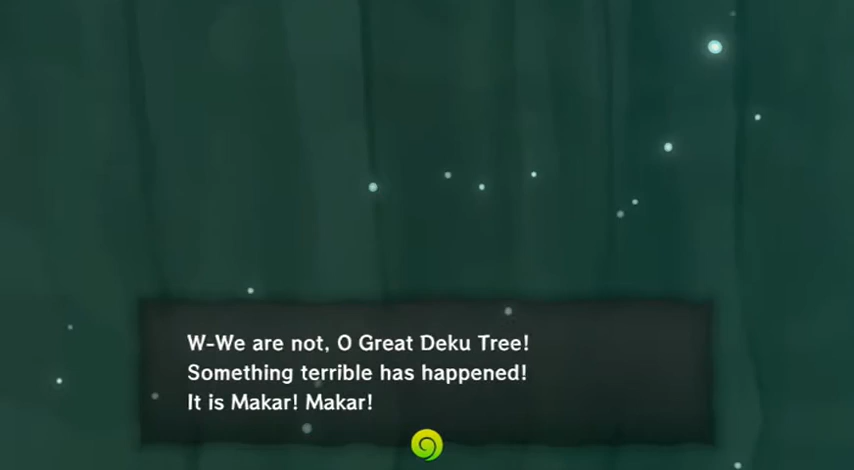 W-We are not, O Great Deku Tree!
Something terrible has happened!
It is Makar! Makar!